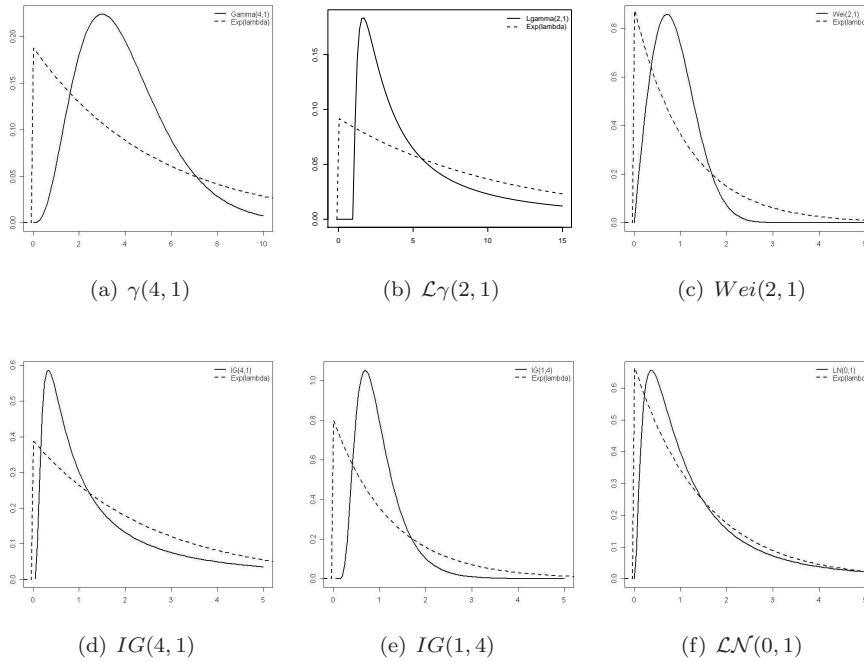 Gamma(4,1)
Exp(lambda)
0.00 0.05 0.10 0.15 0.20
0 2 4 6 8 10
(a) γ(4, 1)
Lgamma(2,1)
Exp(lambda)
0.00 0.05 0.10 0.15
0 5 10 15
(b) ℒγ(2, 1)
Wei(2,1)
Exp(lambda)
0.0 0.2 0.4 0.6 0.8
0 1 2 3 4 5
(c) Wei(2, 1)
IG(4,1)
Exp(lambda)
0.0 0.1 0.2 0.3 0.4 0.5 0.6
0 1 2 3 4 5
(d) IG(4, 1)
IG(1,4)
Exp(lambda)
0.0 0.2 0.4 0.6 0.8 1.0
0 1 2 3 4 5
(e) IG(1, 4)
LN(0,1)
Exp(lambda)
0.0 0.1 0.2 0.3 0.4 0.5 0.6
0 1 2 3 4 5
(f) ℒ𝒩(0, 1)